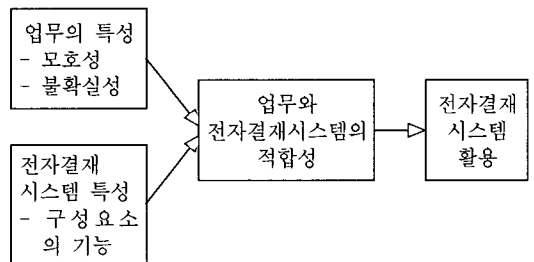 업무의 특성
- 모호성
- 불확실성
전자결재
시스템 특성
- 구성요소
의 기능
업무와
전자결재시스템의
적합성
전자결재
시스템
활용